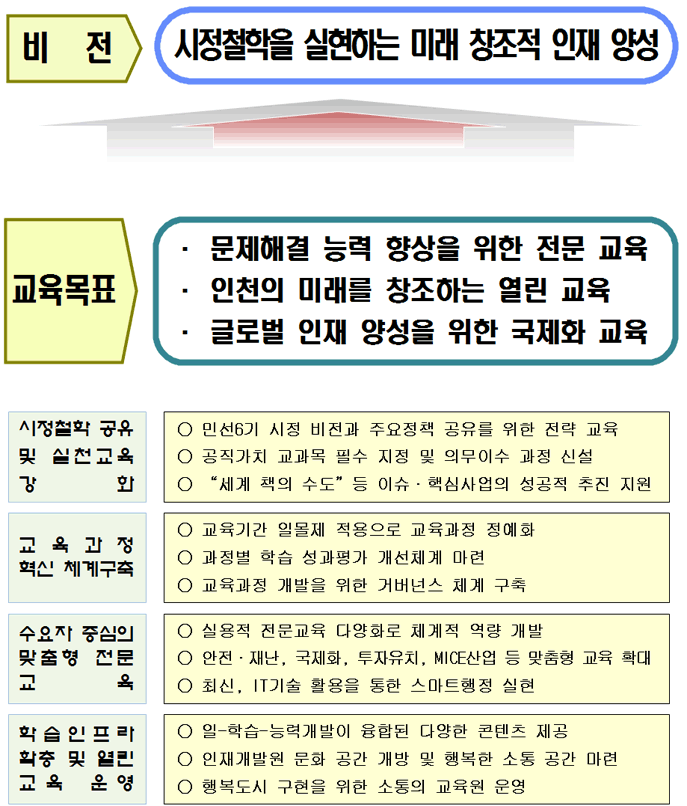 비 전
시정철학을 실현하는 미래 창조적 인재 양성
교육목표
· 문제해결 능력 향상을 위한 전문 교육
· 인천의 미래를 창조하는 열린 교육
· 글로벌 인재 양성을 위한 국제화 교육
시정철학 공유
및 실천교육
강 화
○ 민선6기 시정 비전과 주요정책 공유를 위한 전략 교육
○ 공직가치 교과목 필수 지정 및 의무이수 과정 신설
○ “세계 책의 수도” 등 이슈·핵심사업의 성공적 추진 지원
교 육 과 정
혁신 체계구축
○ 교육기간 일몰제 적용으로 교육과정 정예화
○ 과정별 학습 성과평가 개선체계 마련
○ 교육과정 개발을 위한 거버넌스 체계 구축
수요자 중심의
맞춤형 전문
교 육
○ 실용적 전문교육 다양화로 체계적 역량 개발
○ 안전·재난, 국제화, 투자유치, MICE산업 등 맞춤형 교육 확대
○ 최신, IT기술 활용을 통한 스마트행정 실현
학습인프라
확충 및 열린
교육 운영
○ 일-학습-능력개발이 융합된 다양한 콘텐츠 제공
○ 인재개발원 문화 공간 개방 및 행복한 소통 공간 마련
○ 행복도시 구현을 위한 소통의 교육원 운영